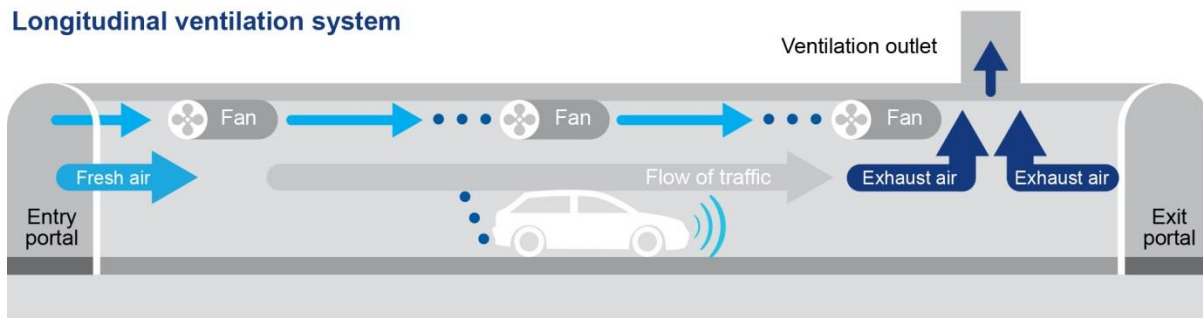 Longitudinal ventilation system
Ventilation outlet
Fan
Fan
Fan
Fresh air
Flow of traffic
Exhaust air
Exhaust air
Entry
portal
Exit
portal